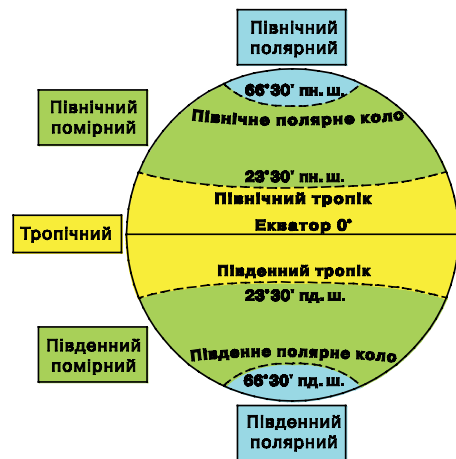 Північний
полярний
66°30' пн. ш.
Північний
помірний
Північне полярне коло
23°30' пн. ш.
Північний тропік
Екватор 0°
Тропічний
Південний тропік
23°30' пд. ш.
Південний
помірний
Південне полярне коло
66°30' пд. ш.
Південний
полярний